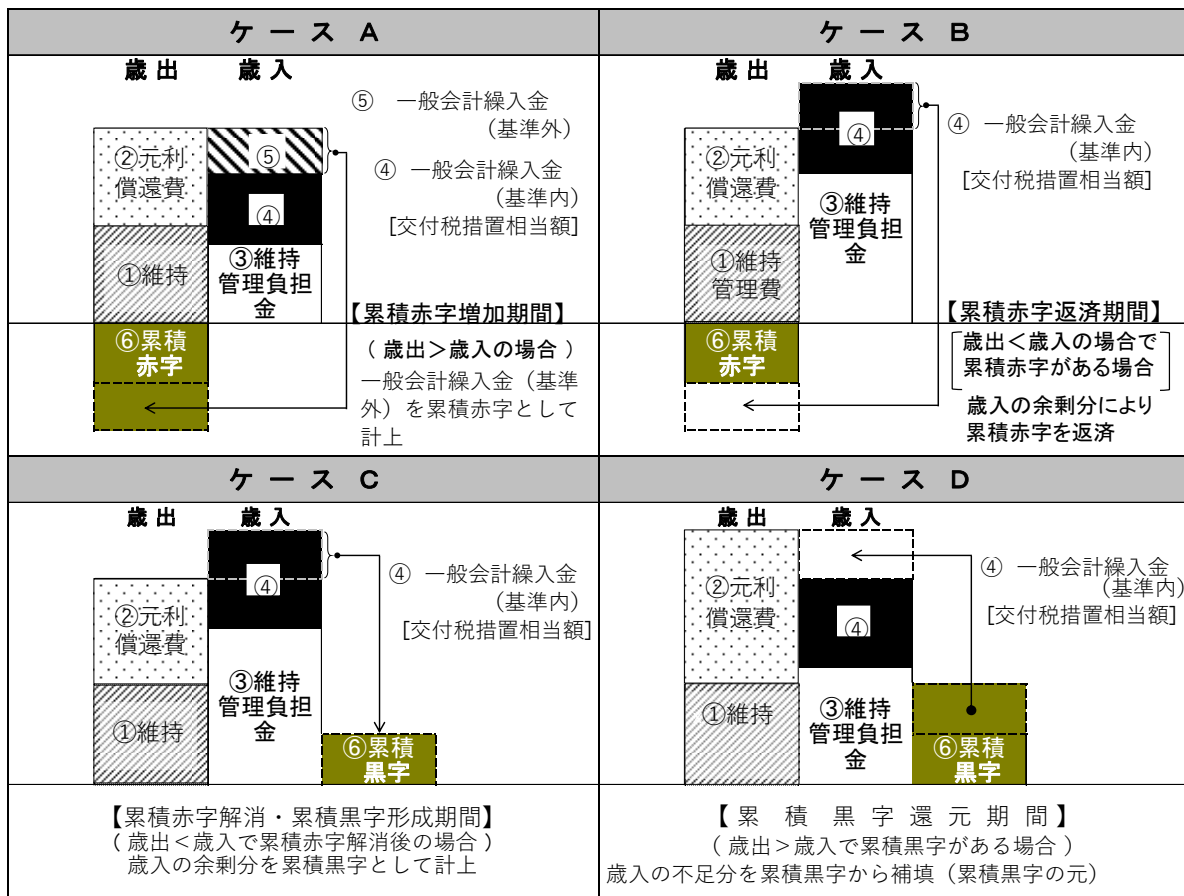 ケース A
歳出 歳入
⑤ 一般会計繰入金
(基準外)
④ 一般会計繰入金
(基準内)
[交付税措置相当額]
②元利
償還費
⑤
④
①維持
③維持
管理負担
金
【累積赤字増加期間】
⑥累積
赤字
( 歳出>歳入の場合 )
一般会計繰入金(基準
外)を累積赤字として
計上
ケース B
歳出 歳入
④
④ 一般会計繰入金
(基準内)
[交付税措置相当額]
②元利
償還費
③維持
管理負担
金
①維持
管理費
【累積赤字返済期間】
⑥累積
赤字
歳出<歳入の場合で
累積赤字がある場合
歳入の余剰分により
累積赤字を返済
ケース C
歳出 歳入
④
④ 一般会計繰入金
(基準内)
[交付税措置相当額]
②元利
償還費
③維持
管理負担
金
①維持
⑥累積
黒字
【累積赤字解消・累積黒字形成期間】
( 歳出<歳入で累積赤字解消後の場合 )
歳入の余剰分を累積黒字として計上
ケース D
歳出 歳入
④ 一般会計繰入金
(基準内)
[交付税措置相当額]
②元利
償還費
④
①維持
③維持
管理負担
金
⑥累積
黒字
【累積黒字還元期間】
( 歳出>歳入で累積黒字がある場合 )
歳入の不足分を累積黒字から補填(累積黒字の元)